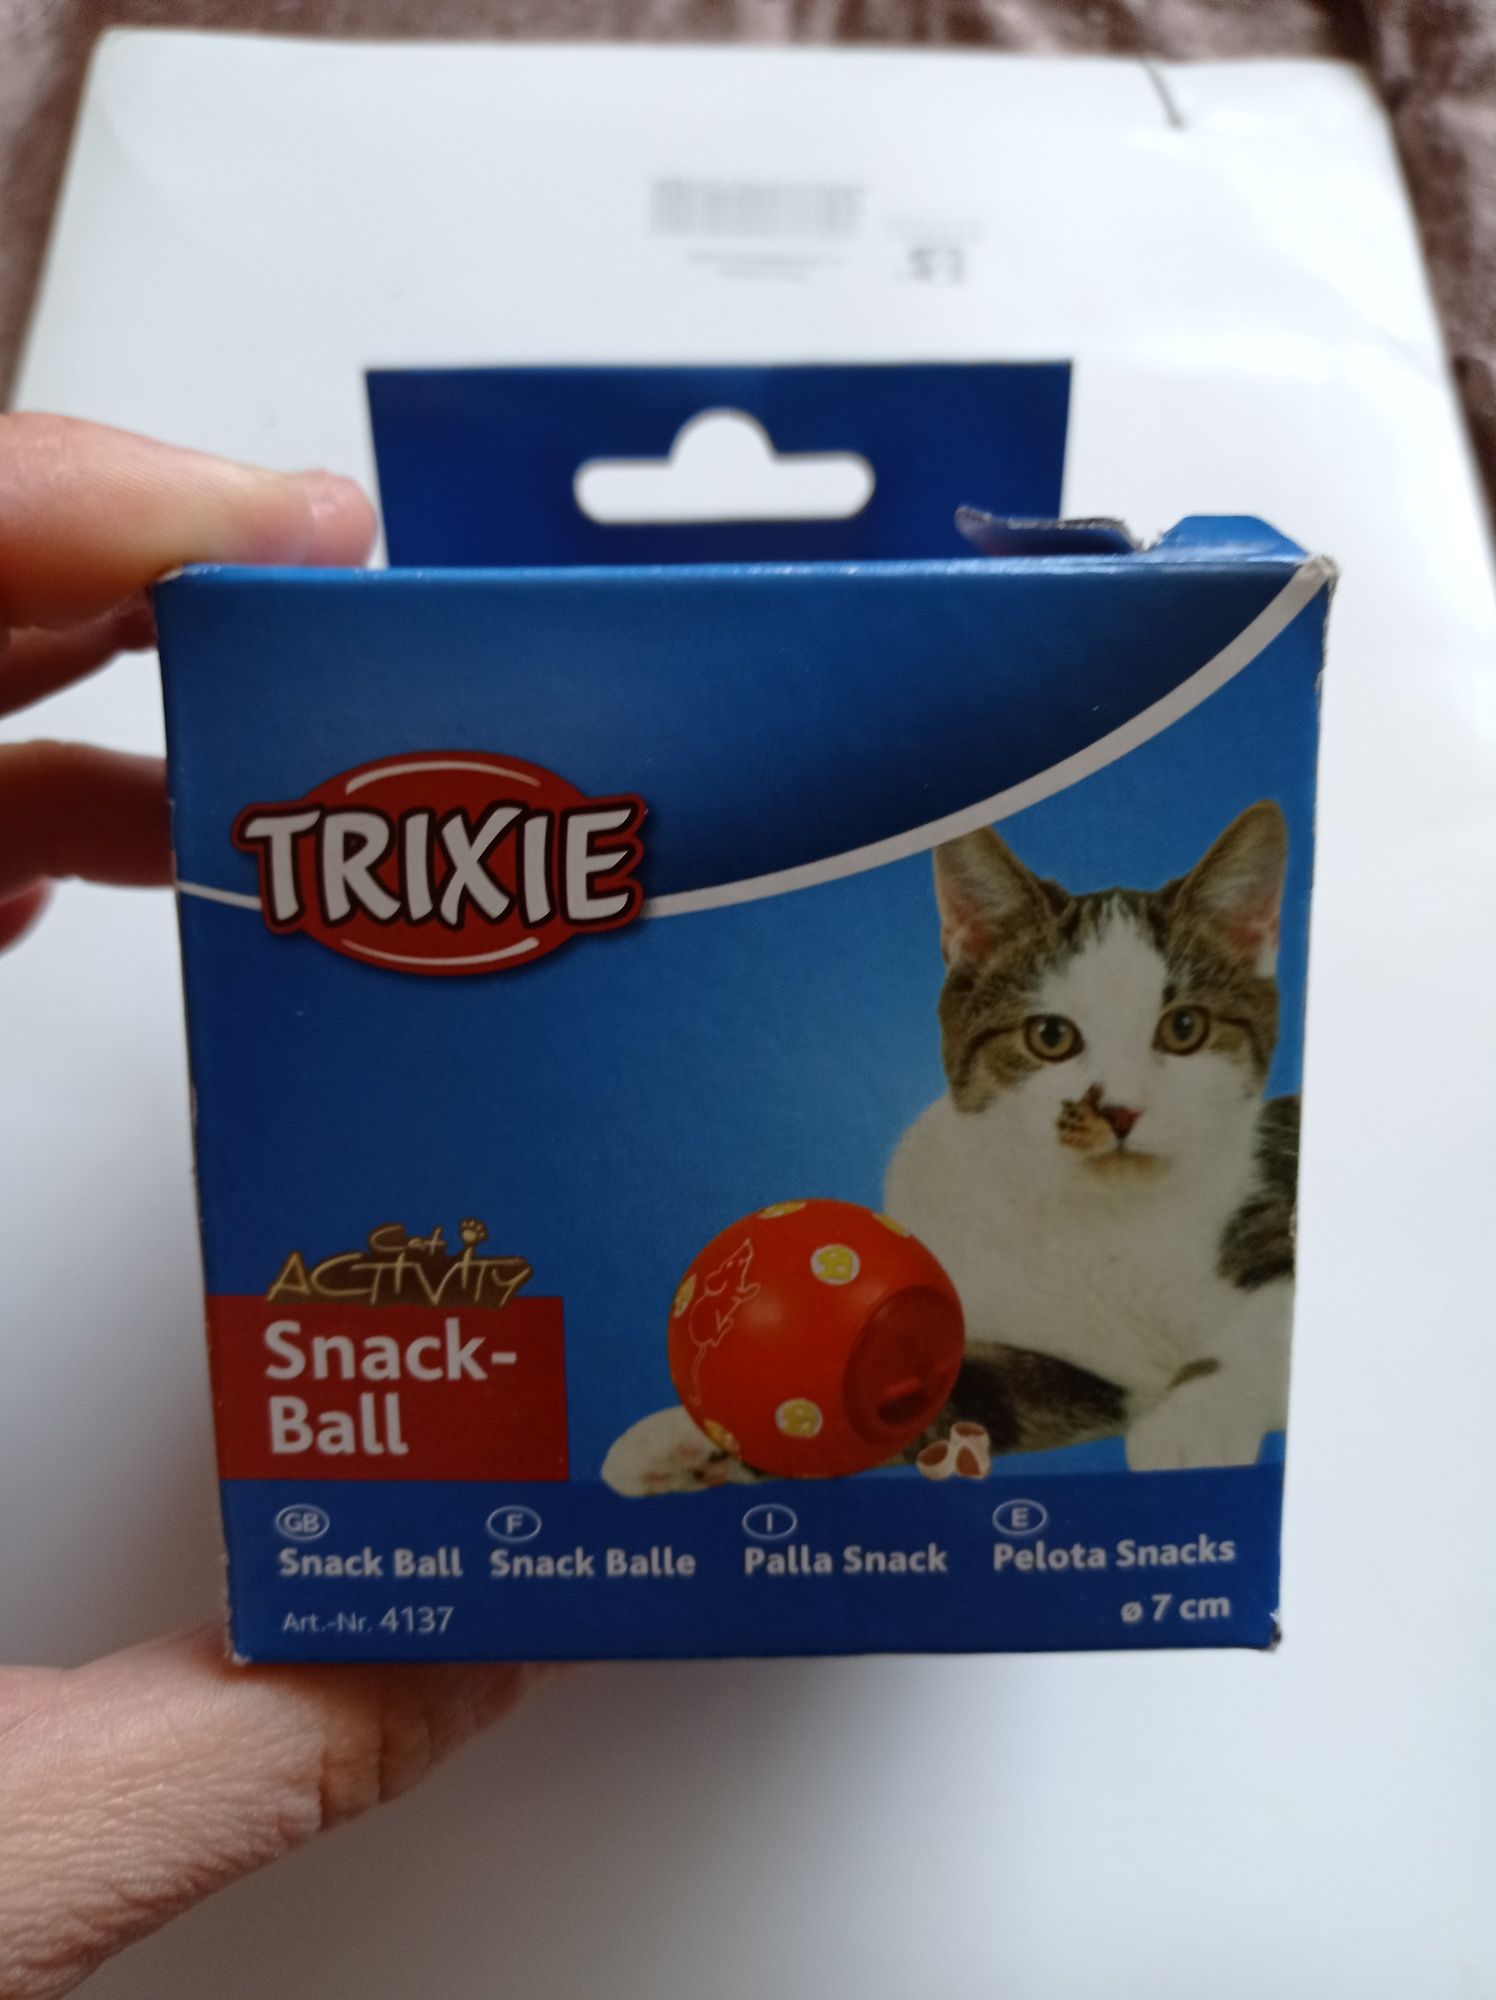 TRIXIE
Cat
ACTIVITY
Snack-
Ball
GB F I E
Snack Ball Snack Balle Palla Snack Pelota Snacks
Art.-Nr. 4137 ø 7 cm